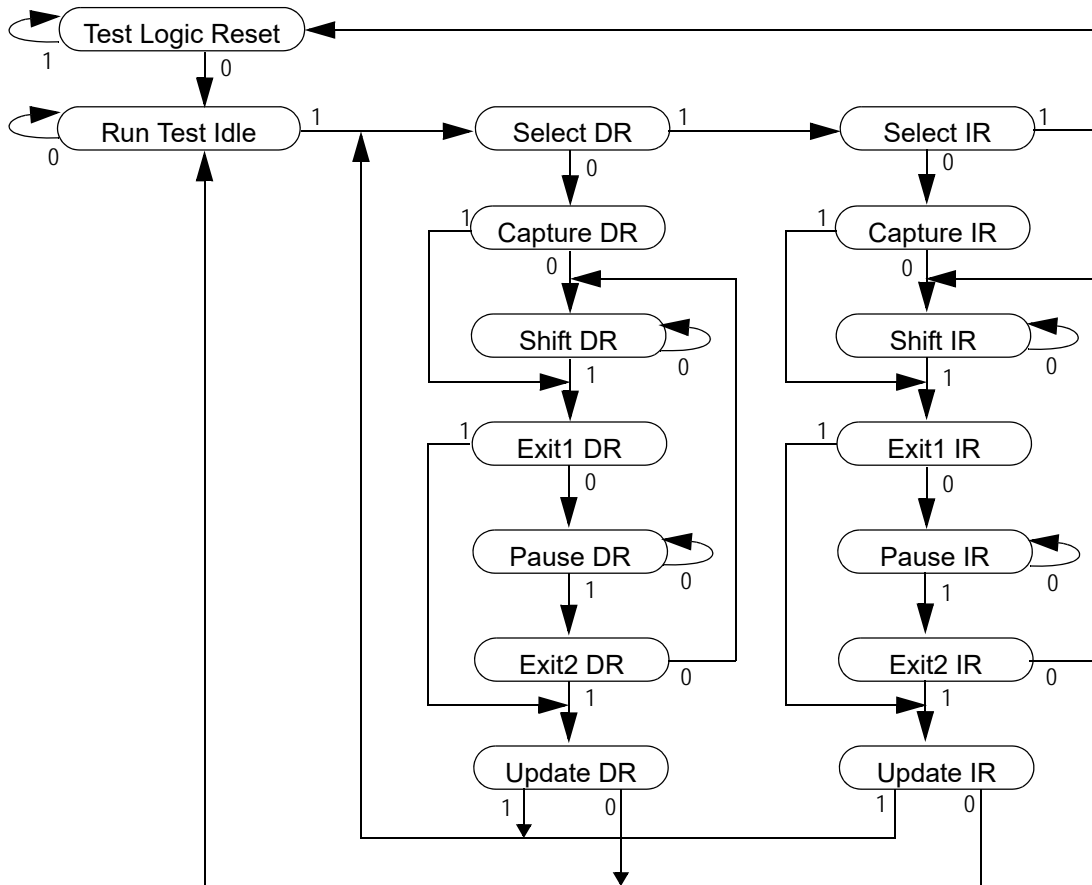 Test Logic Reset
1
0
Run Test Idle
1
Select DR
1
Select IR
1
0
0
0
1
Capture DR
1
Capture IR
0
0
Shift DR
Shift IR
0
0
1
1
1
Exit1 DR
1
Exit1 IR
0
0
Pause DR
Pause IR
0
0
1
1
Exit2 DR
0
Exit2 IR
0
1
1
Update DR
Update IR
1
0
1
0